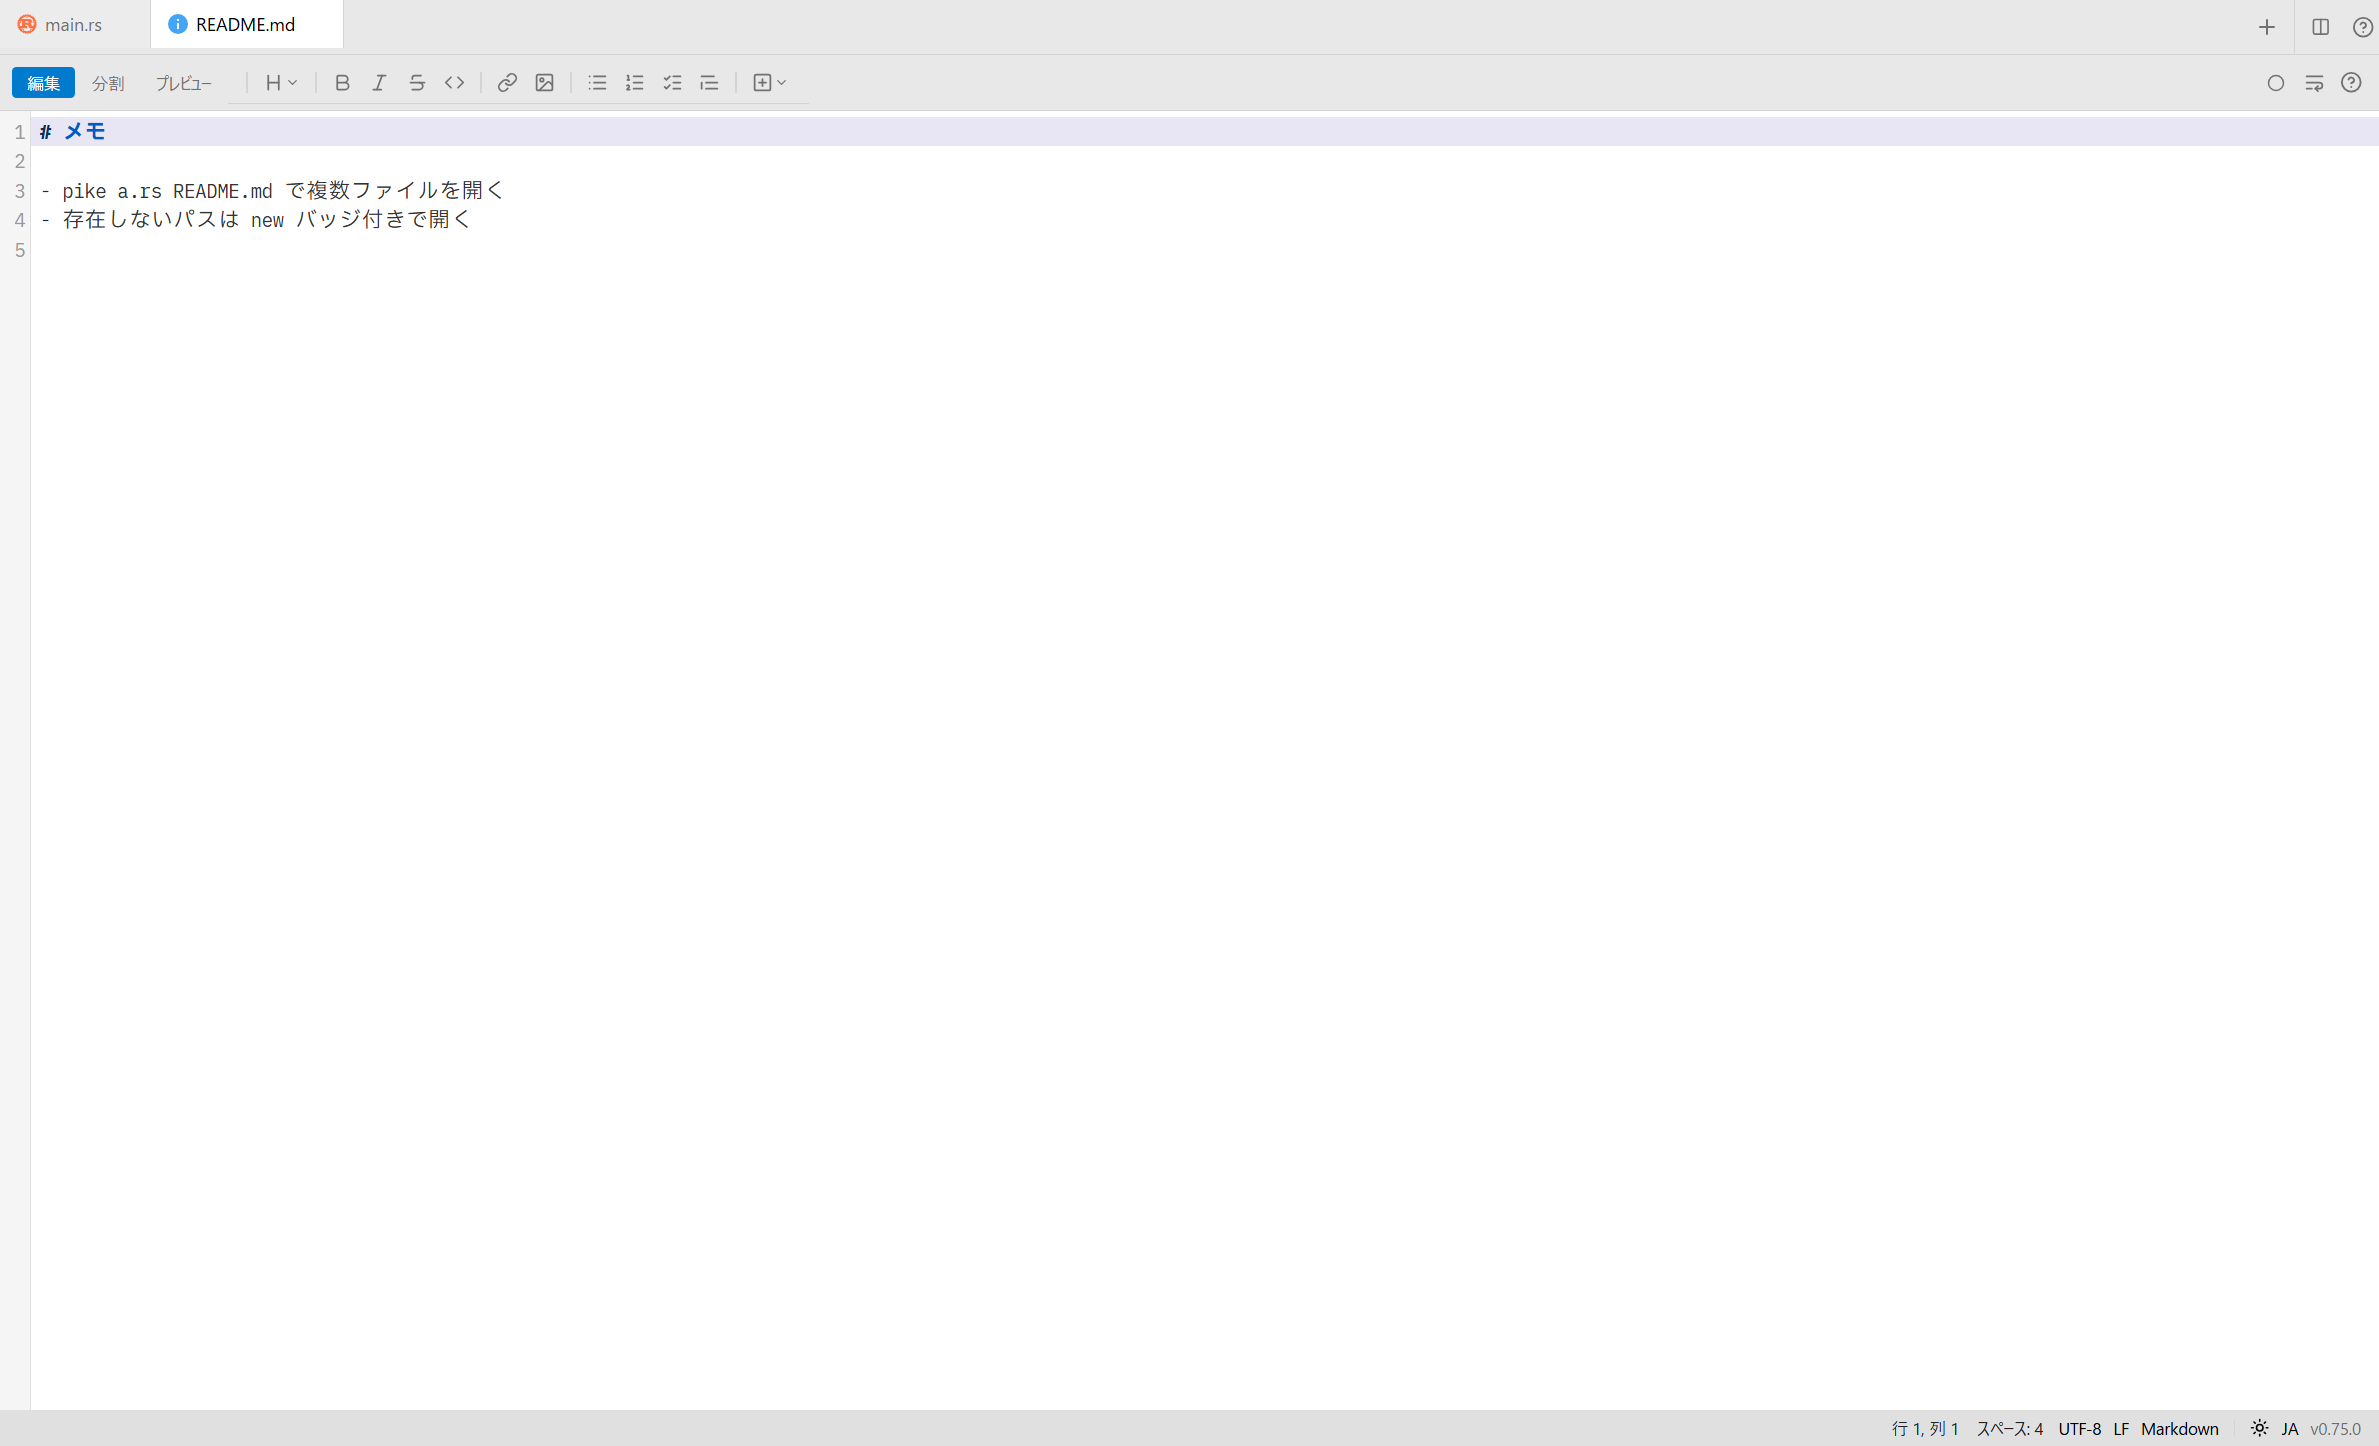 main.rs
README.md
編集 分割 プレビュー
1 # メモ
2
3 - pike a.rs README.md で複数ファイルを開く
4 - 存在しないパスは new バッジ付きで開く
5
行 1, 列 1 スペース: 4 UTF-8 LF Markdown JA v0.75.0